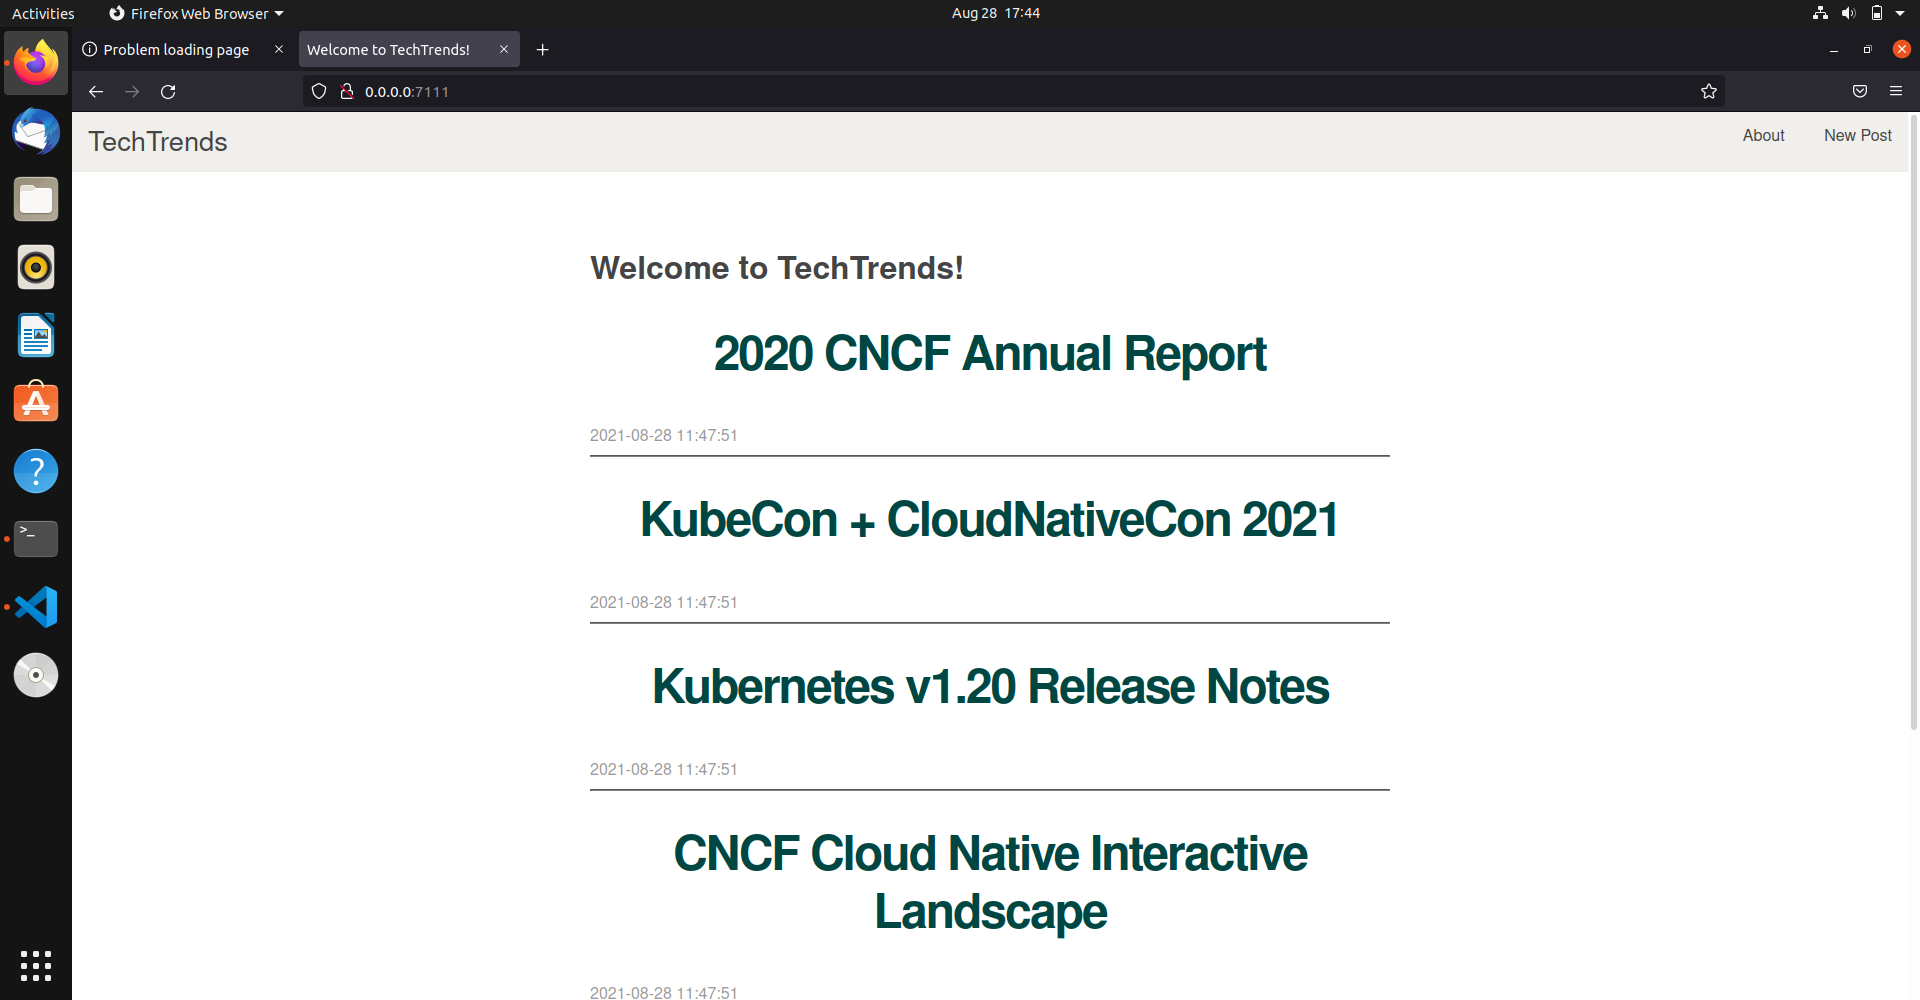 Activities
Firefox Web Browser
Aug 28 17:44
Problem loading page
Welcome to TechTrends!
0.0.0.0:7111
TechTrends
About
New Post
Welcome to TechTrends!
2020 CNCF Annual Report
2021-08-28 11:47:51
KubeCon + CloudNativeCon 2021
2021-08-28 11:47:51
Kubernetes v1.20 Release Notes
2021-08-28 11:47:51
CNCF Cloud Native Interactive
Landscape
2021-08-28 11:47:51